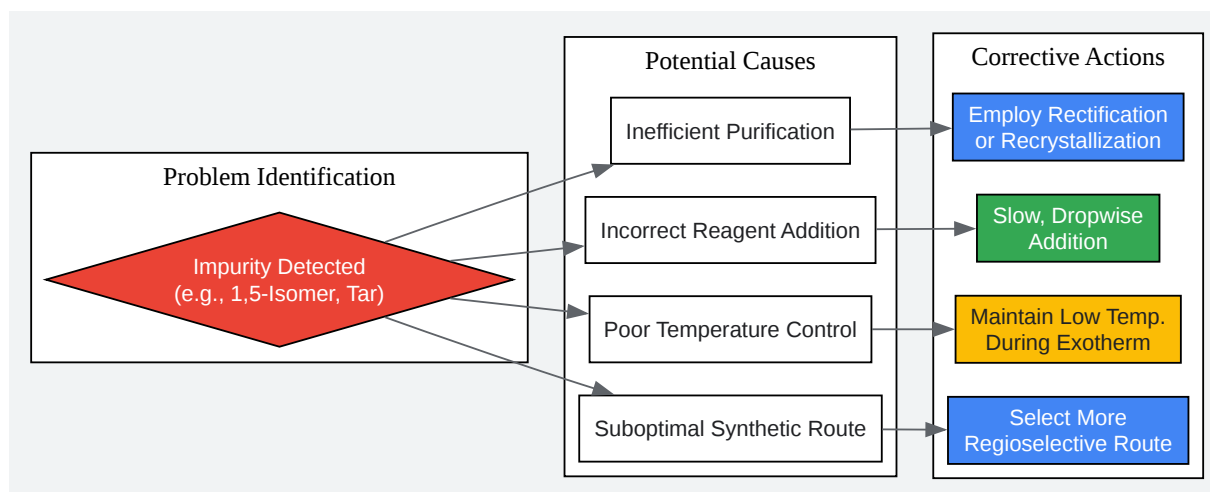 Problem Identification
Impurity Detected
(e.g., 1,5-Isomer, Tar)
Potential Causes
Inefficient Purification
Incorrect Reagent Addition
Poor Temperature Control
Suboptimal Synthetic Route
Corrective Actions
Employ Rectification
or Recrystallization
Slow, Dropwise
Addition
Maintain Low Temp.
During Exotherm
Select More
Regioselective Route